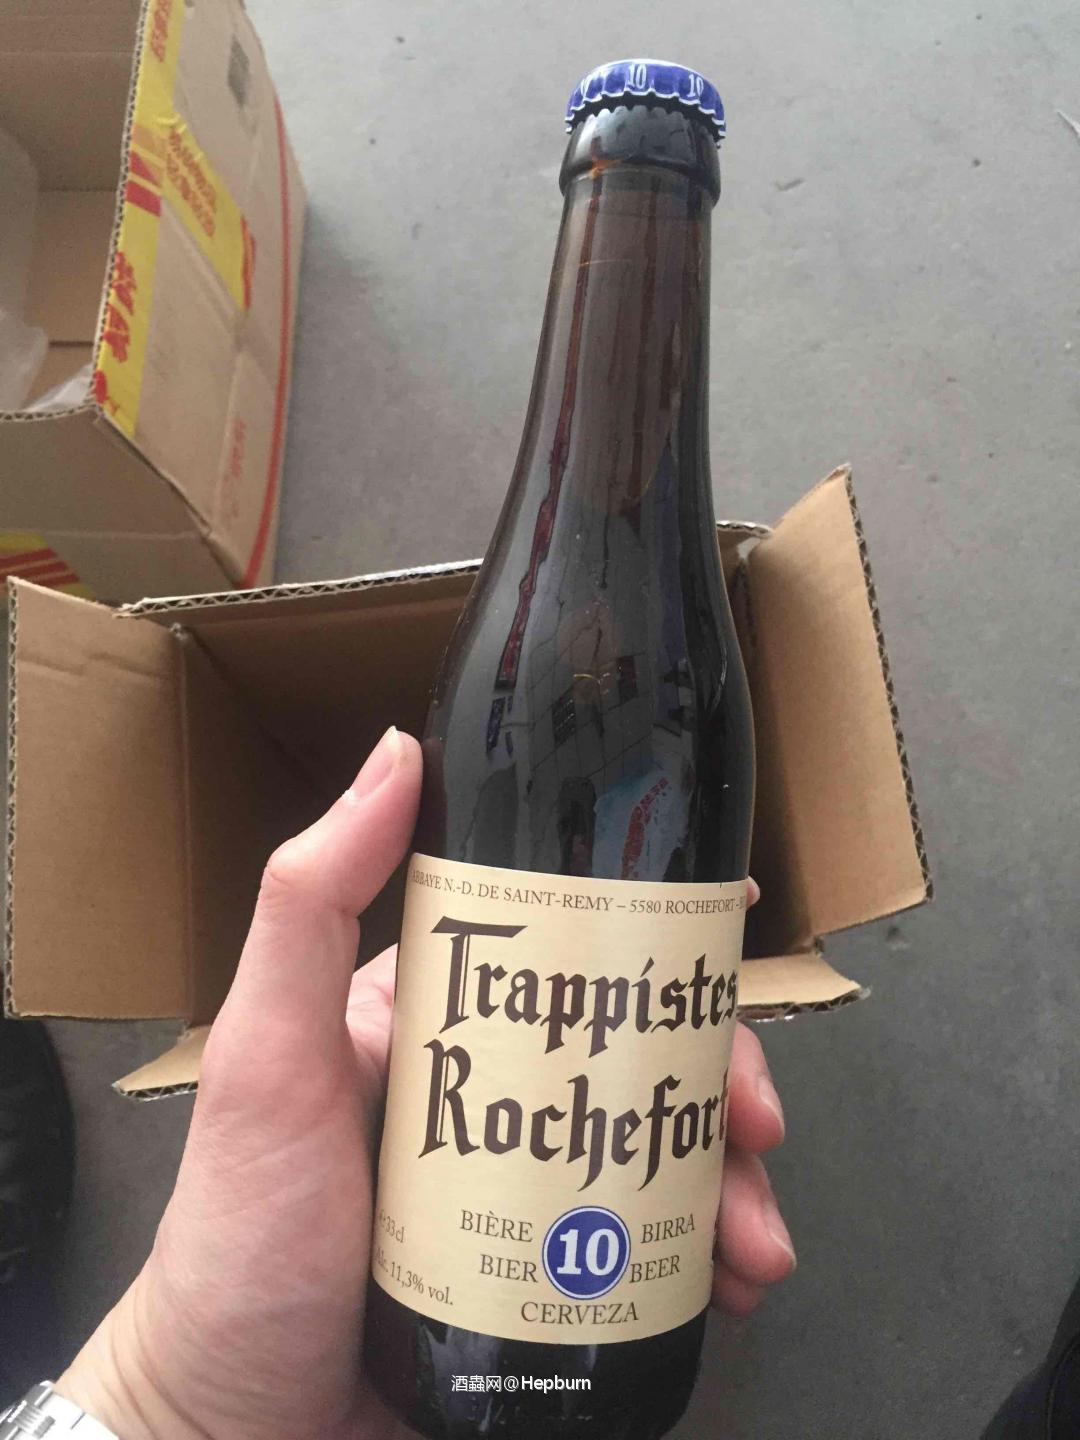 10 10
ABBAYE N.-D. DE SAINT-REMY – 5580 ROCHEFORT -
Trappistes
Rochefort
e 33cl
Alc. 11,3% vol.
BIÈRE BIRRA
BIER 10 BEER
CERVEZA
酒蟲网@Hepburn